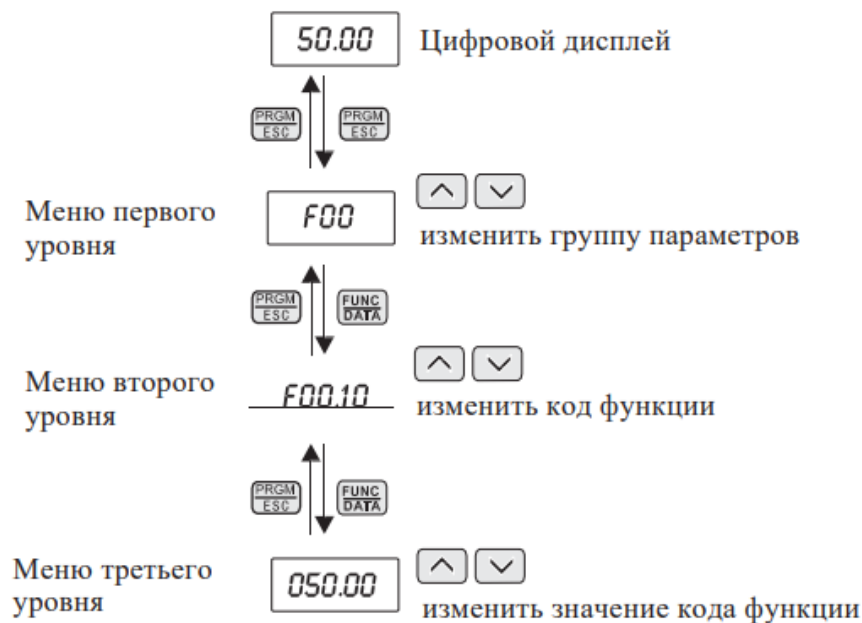 50.00 Цифровой дисплей
PRGM PRGM
ESC ESC
Меню первого
уровня
F00
изменить группу параметров
PRGM FUNC
ESC DATA
Меню второго
уровня
F00.10
изменить код функции
PRGM FUNC
ESC DATA
Меню третьего
уровня
050.00
изменить значение кода функции